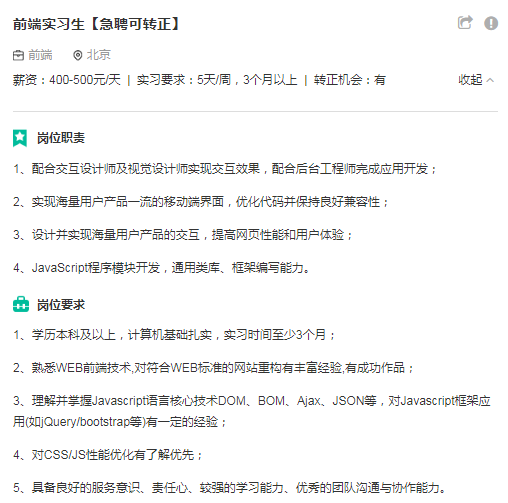 前端实习生【急聘可转正】
前端 北京
薪资：400-500元/天 | 实习要求：5天/周，3个月以上 | 转正机会：有 收起
岗位职责
1、配合交互设计师及视觉设计师实现交互效果，配合后台工程师完成应用开发；
2、实现海量用户产品一流的移动端界面，优化代码并保持良好兼容性；
3、设计并实现海量用户产品的交互，提高网页性能和用户体验；
4、JavaScript程序模块开发，通用类库、框架编写能力。
岗位要求
1、学历本科及以上，计算机基础扎实，实习时间至少3个月；
2、熟悉WEB前端技术,对符合WEB标准的网站重构有丰富经验,有成功作品；
3、理解并掌握Javascript语言核心技术DOM、BOM、Ajax、JSON等，对Javascript框架应
用(如jQuery/bootstrap等)有一定的经验；
4、对CSS/JS性能优化有了解优先；
5、具备良好的服务意识、责任心、较强的学习能力、优秀的团队沟通与协作能力。